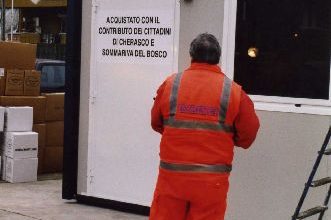 ACQUISTATO CON IL
CONTRIBUTO DEI CITTADINI
DI CHERASCO E
SOMMARIVA DEL BOSCO